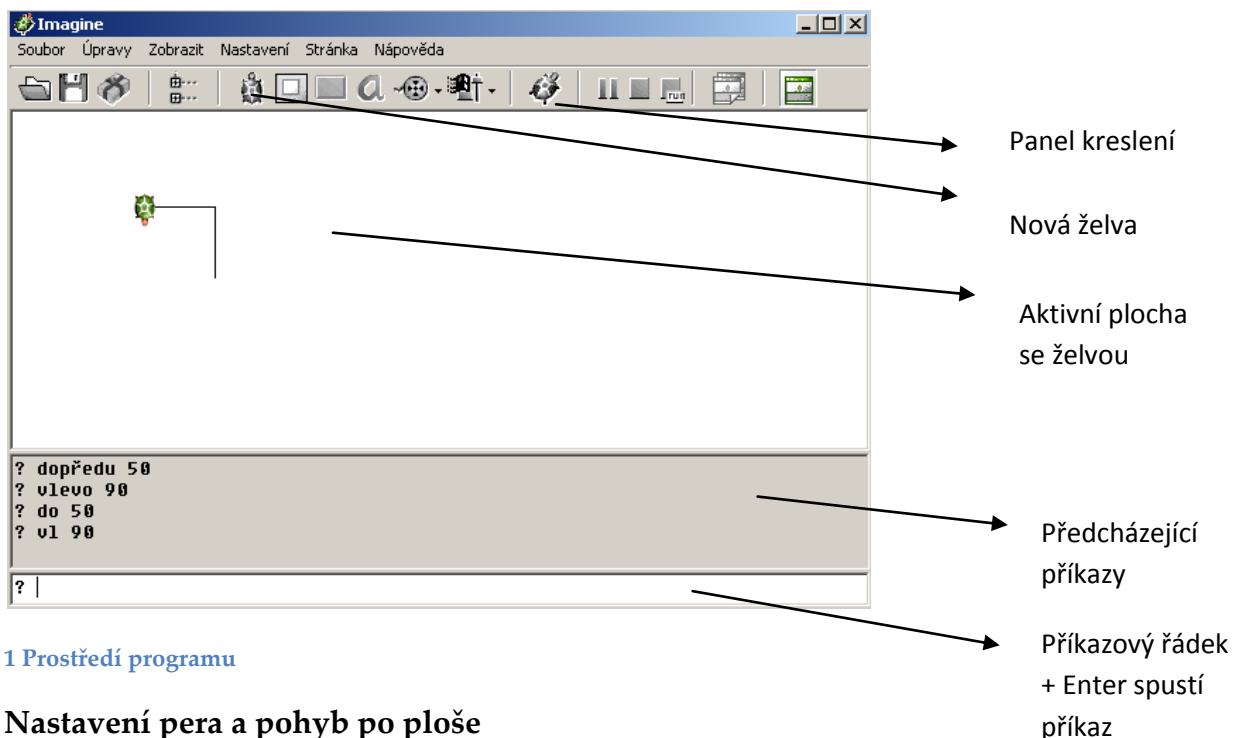 Imagine
Soubor Úpravy Zobrazit Nastavení Stránka Nápověda
run
Panel kreslení
Nová želva
Aktivní plocha
se želvou
? dopředu 50
? vlevo 90
? do 50
? vl 90
Předcházející
příkazy
?
Příkazový řádek
+ Enter spustí
příkaz
1 Prostředí programu
Nastavení pera a pohyb po ploše